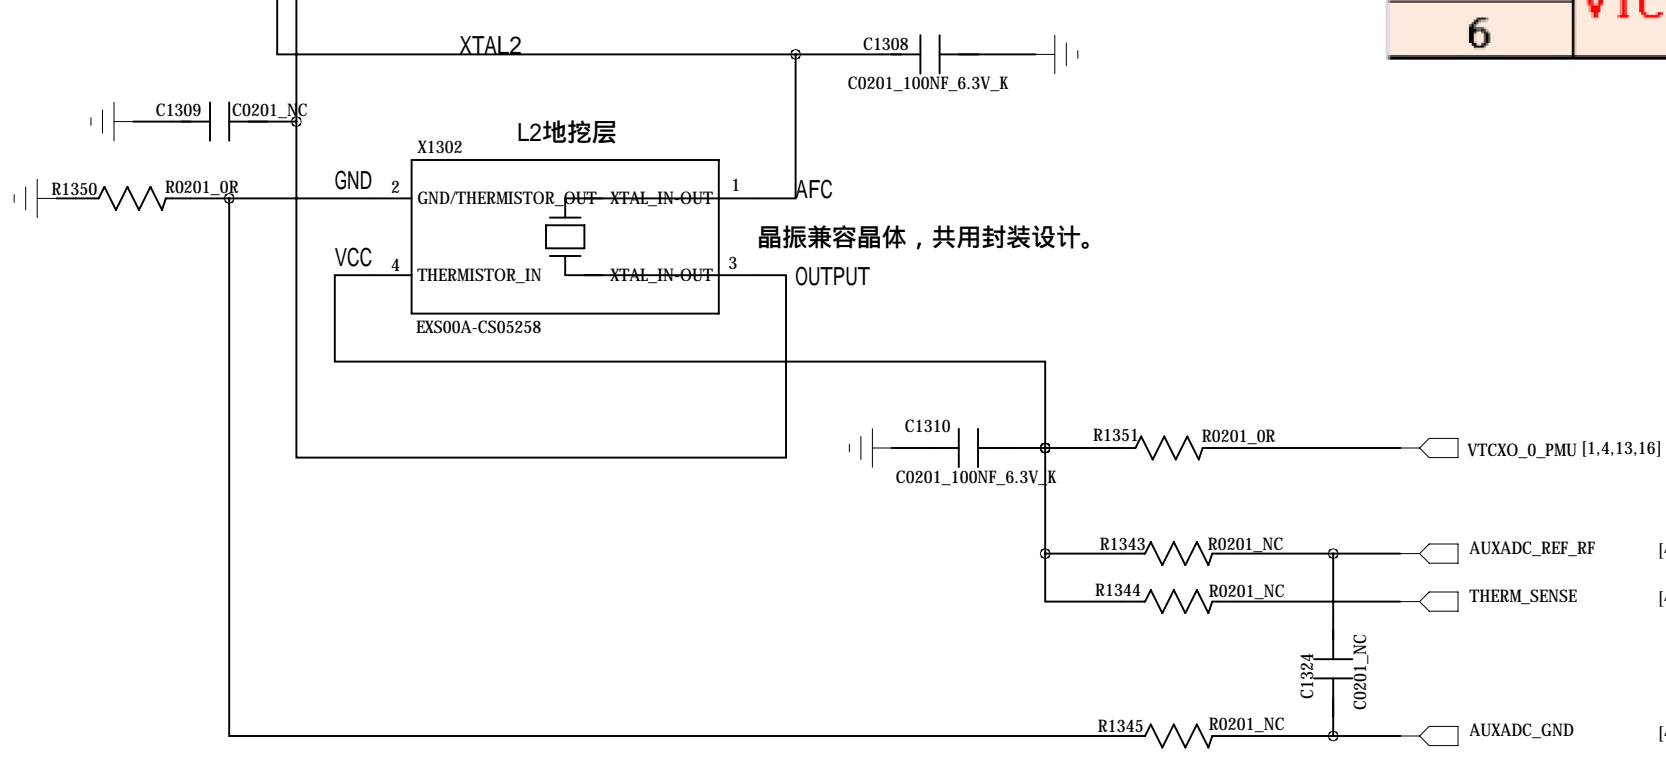 VTC
6
XTAL2
C1308
C0201_100NF_6.3V_K
C1309
C0201_NC
L2地挖层
X1302
R1350
R0201_0R
GND
2
GND/THERMISTOR_OUT
XTAL_IN-OUT
1
AFC
晶振兼容晶体，共用封装设计。
VCC
4
THERMISTOR_IN
XTAL_IN-OUT
3
OUTPUT
EXS00A-CS05258
C1310
C0201_100NF_6.3V_K
R1351
R0201_0R
VTCXO_0_PMU [1,4,13,16]
R1343
R0201_NC
AUXADC_REF_RF
R1344
R0201_NC
THERM_SENSE
C1324
C0201_NC
R1345
R0201_NC
AUXADC_GND